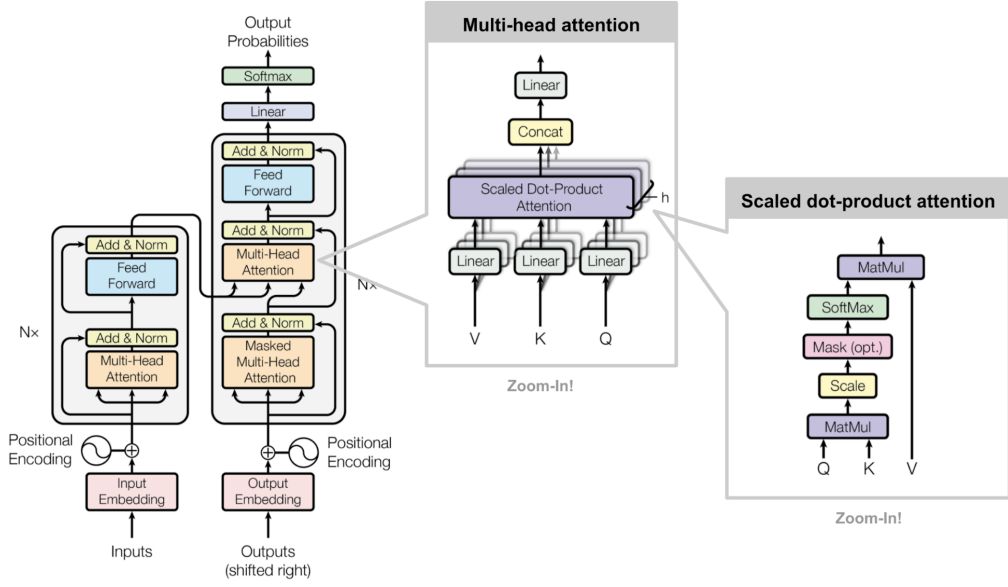 Output
Probabilities
Softmax
Linear
Add & Norm
Feed
Forward
Add & Norm
Multi-Head
Attention
Add & Norm
Masked
Multi-Head
Attention
Nx
Add & Norm
Feed
Forward
Nx
Add & Norm
Multi-Head
Attention
Positional
Encoding
Positional
Encoding
Input
Embedding
Output
Embedding
Inputs
Outputs
(shifted right)
Multi-head attention
Linear
Concat
Scaled Dot-Product
Attention
h
Linear
Linear
Linear
V
K
Q
Zoom-In!
Scaled dot-product attention
MatMul
SoftMax
Mask (opt.)
Scale
MatMul
Q
K
V
Zoom-In!